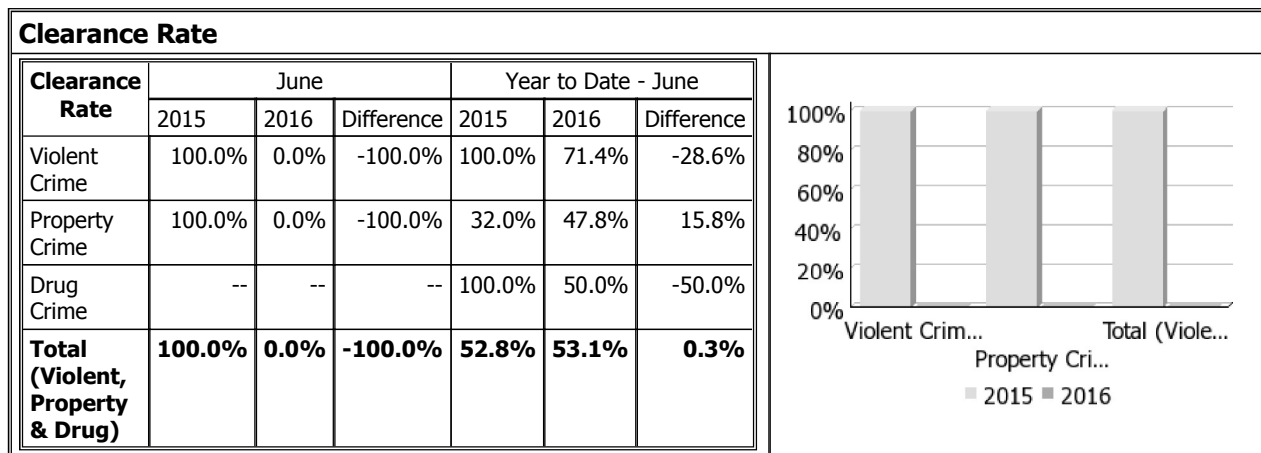 Clearance Rate
Clearance Rate June Year to Date - June
2015 2016 Difference 2015 2016 Difference
Violent Crime 100.0% 0.0% -100.0% 100.0% 71.4% -28.6%
Property Crime 100.0% 0.0% -100.0% 32.0% 47.8% 15.8%
Drug Crime -- -- -- 100.0% 50.0% -50.0%
Total (Violent, Property & Drug) 100.0% 0.0% -100.0% 52.8% 53.1% 0.3%
100%
80%
60%
40%
20%
0%
Violent Crim...
Property Cri...
Total (Viole...
2015 2016